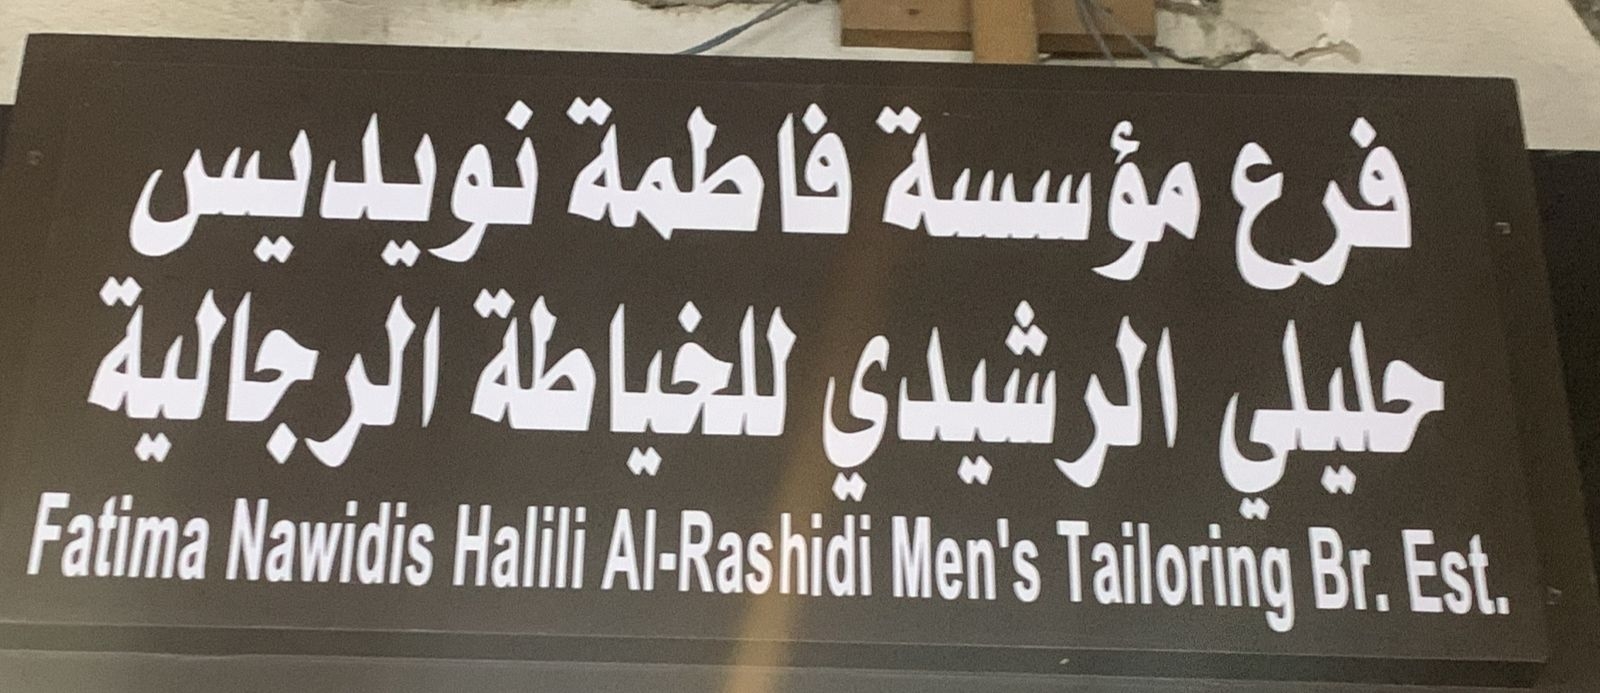 فرع مؤسسة فاطمة نويديس
حليلي الرشيدي للخياطة الرجالية
Fatima Nawidis Halili Al-Rashidi Men's Tailoring Br. Est.